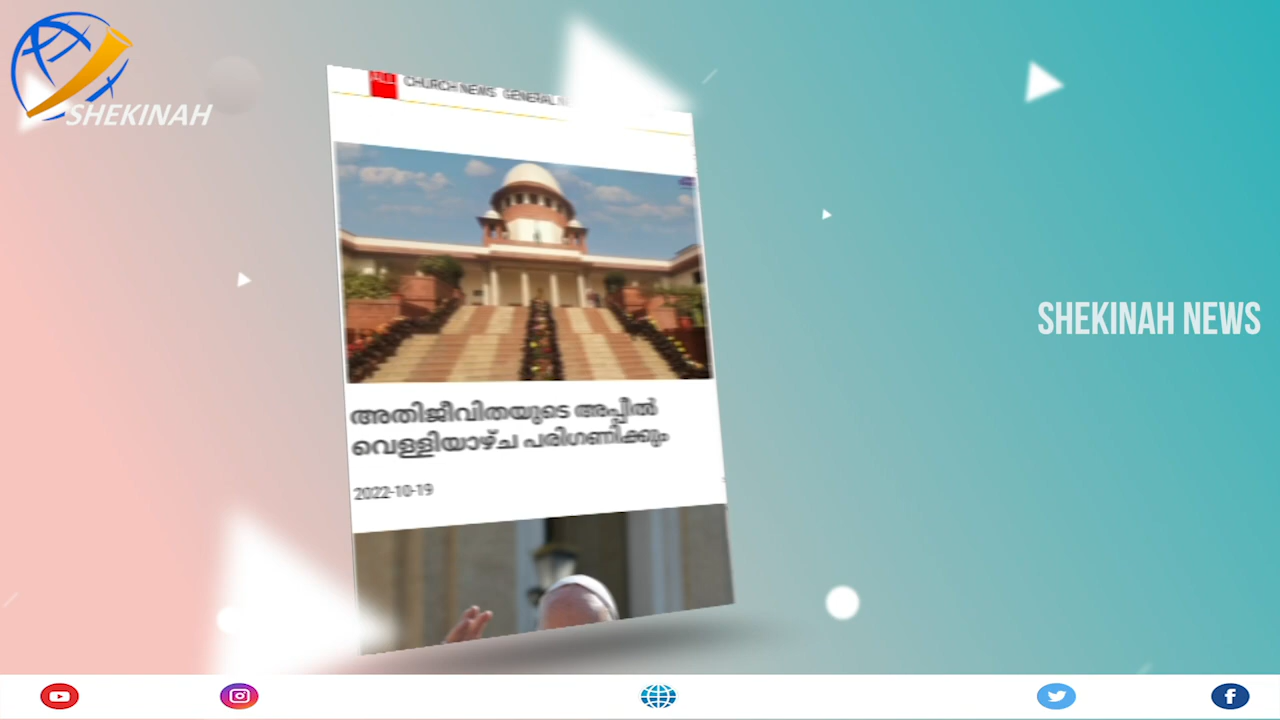 SHEKINAH
CHURCH NEWS GENERAL
അതിജീവിതയുടെ അപ്പീൽ
വെള്ളിയാഴ്ച പരിഗണിക്കും
2022-10-19
SHEKINAH NEWS